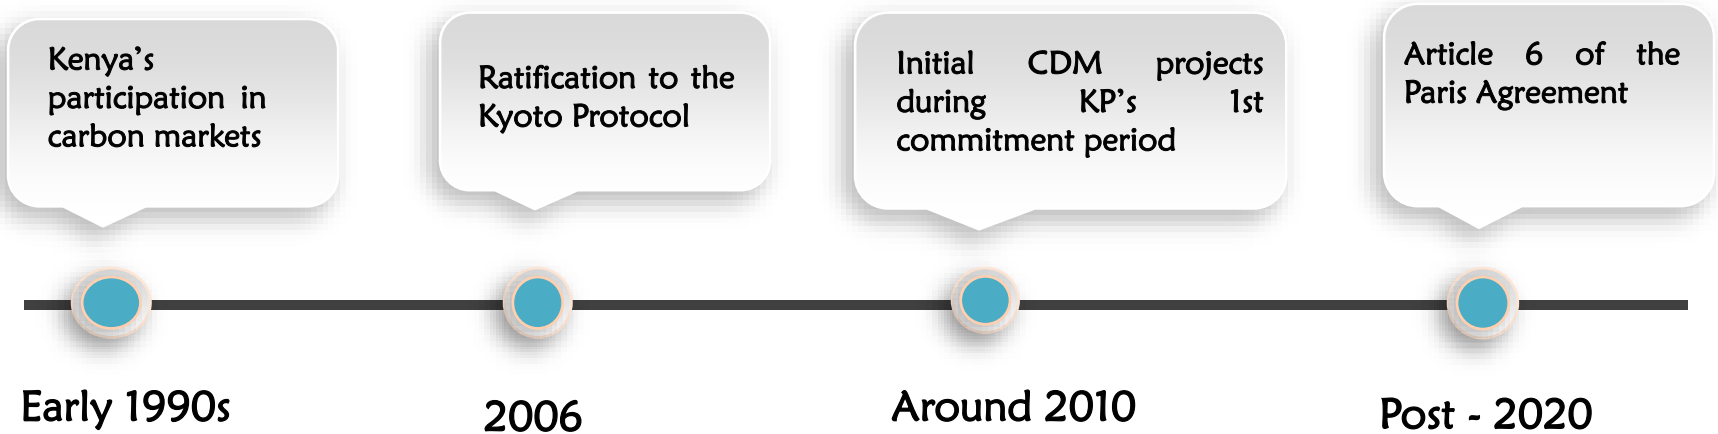 Kenya's
participation in
carbon markets
Ratification to the
Kyoto Protocol
Initial CDM projects
during KP's 1st
commitment period
Article 6 of the
Paris Agreement
Early 1990s
2006
Around 2010
Post - 2020